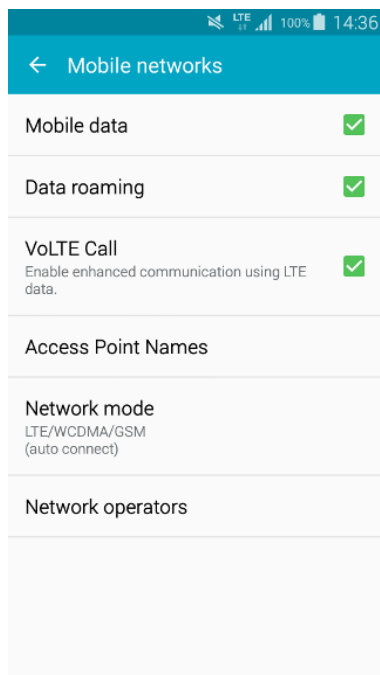 LTE 100% 14:36
Mobile networks
Mobile data
Data roaming
VoLTE Call
Enable enhanced communication using LTE
data.
Access Point Names
Network mode
LTE/WCDMA/GSM
(auto connect)
Network operators